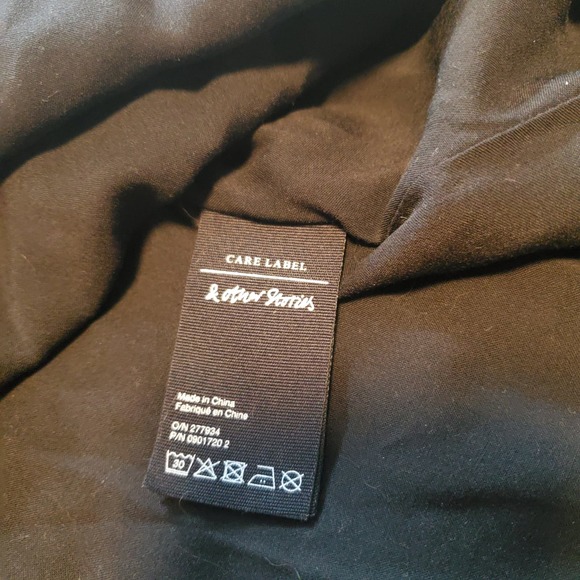 CARE LABEL
& other Stories
Made in China
Fabriqué en Chine
O/N 277934
P/N 0901720 2
30